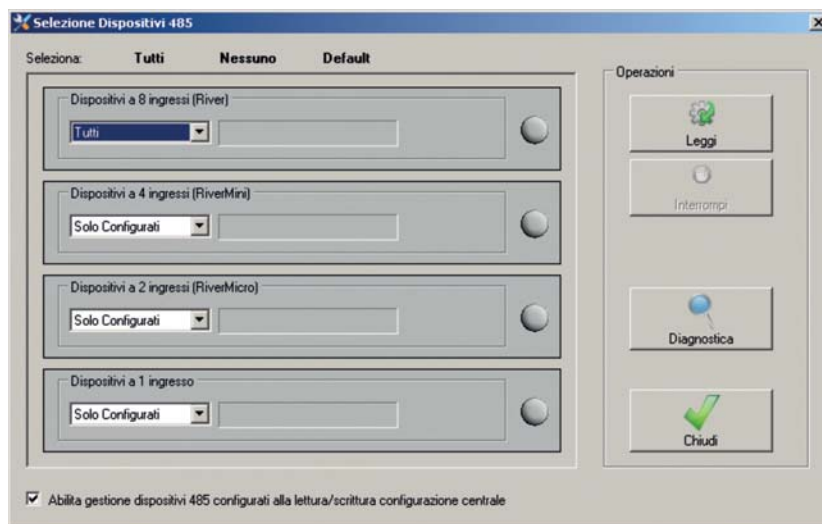 Selezione Dispositivi 485
Seleziona: Tutti Nessuno Default
Operazioni
Dispositivi a 8 ingressi (River)
Tutti
Leggi
Interrompi
Dispositivi a 4 ingressi (RiverMini)
Solo Configurati
Dispositivi a 2 ingressi (RiverMicro)
Solo Configurati
Diagnostica
Dispositivi a 1 ingresso
Solo Configurati
Chiudi
Abilita gestione dispositivi 485 configurati alla lettura/scrittura configurazione centrale